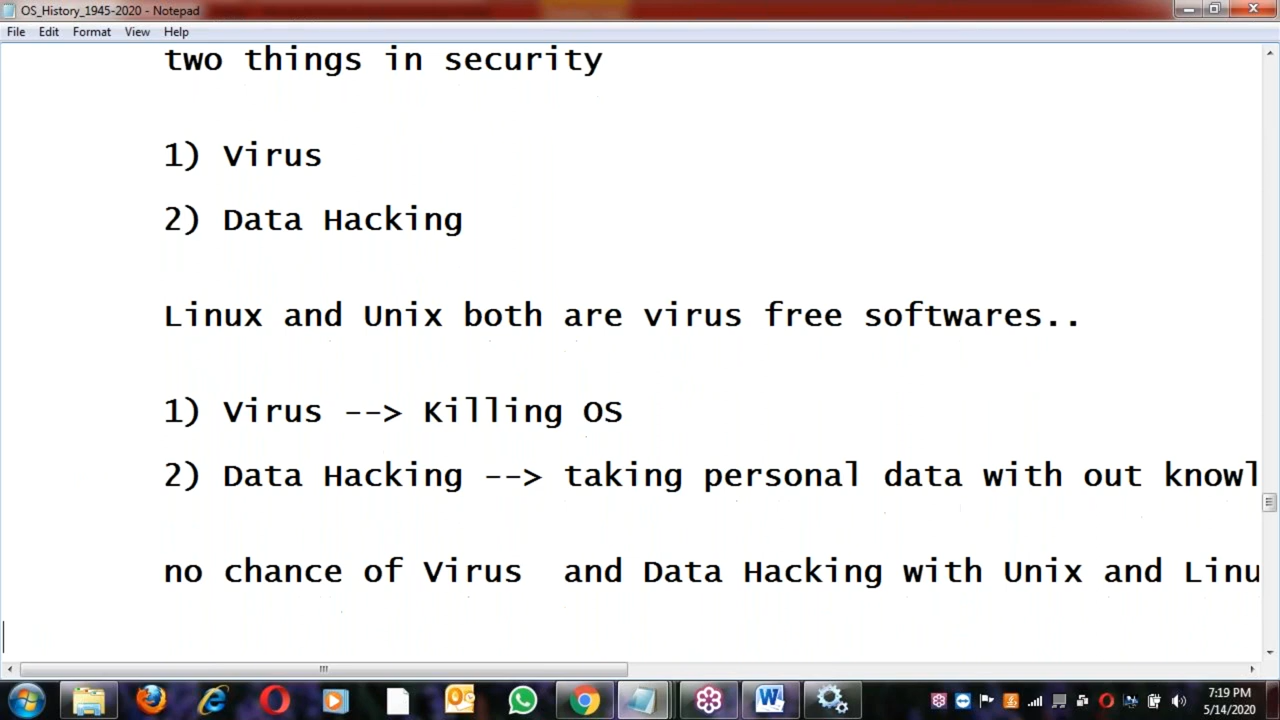 OS_History_1945-2020 - Notepad
File Edit Format View Help
two things in security
1) Virus
2) Data Hacking
Linux and Unix both are virus free softwares..
1) Virus --> Killing OS
2) Data Hacking --> taking personal data with out knowl
no chance of Virus  and Data Hacking with Unix and Linu
7:19 PM
5/14/2020